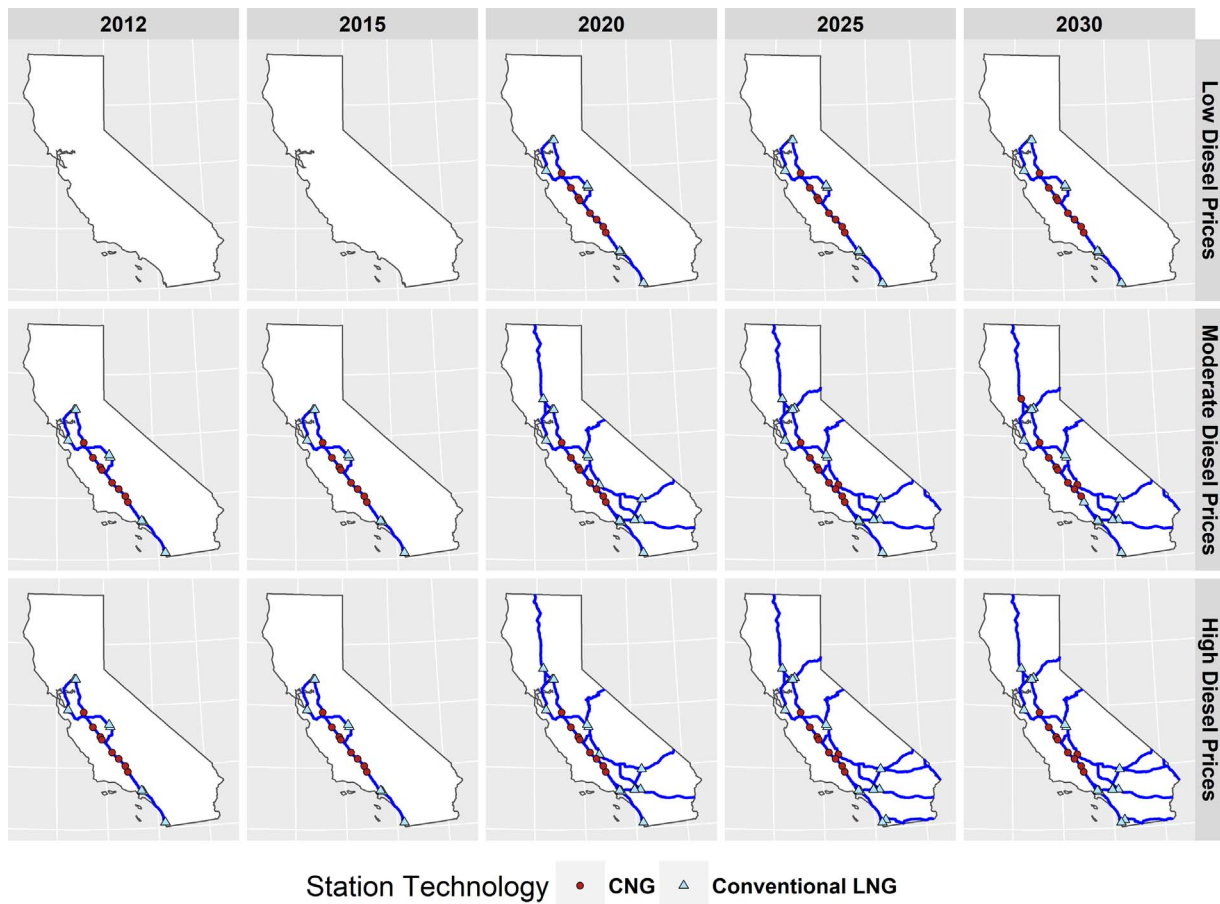 2012 2015 2020 2025 2030
Low Diesel Prices
Moderate Diesel Prices
High Diesel Prices
Station Technology CNG Conventional LNG